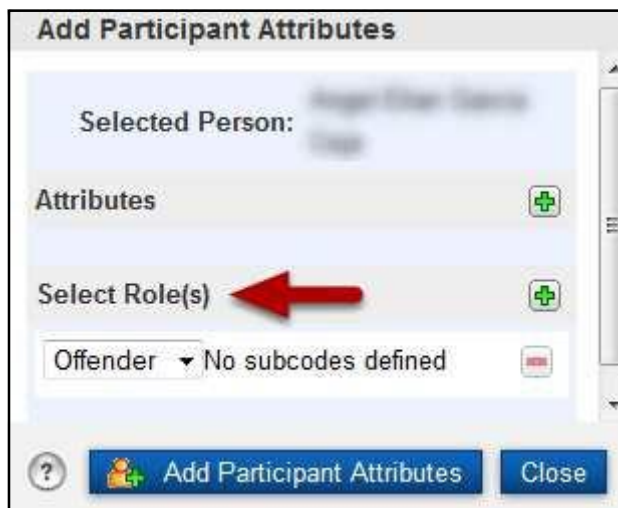 Add Participant Attributes
Selected Person:
Attributes
Select Role(s)
Offender No subcodes defined
? Add Participant Attributes Close